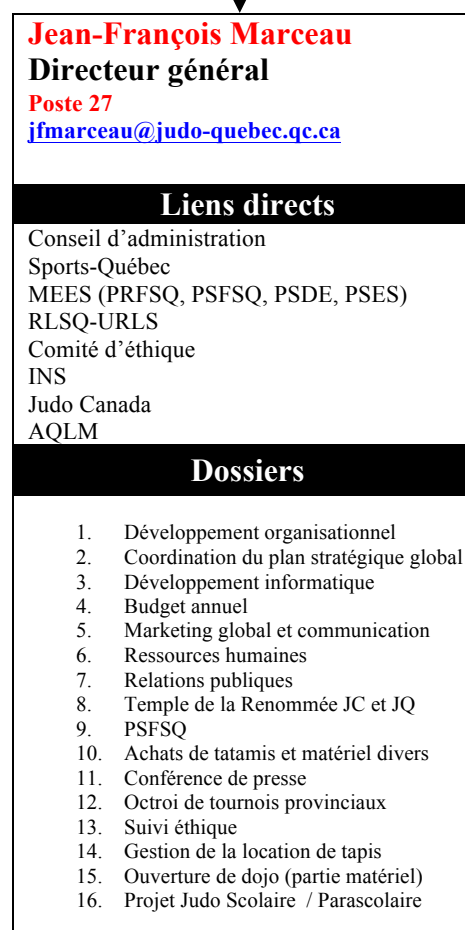 Jean-François Marceau
Directeur général
Poste 27
jfmarceau@judo-quebec.qc.ca
Liens directs
Conseil d’administration
Sports-Québec
MEES (PRFSQ, PSFSQ, PSDE, PSES)
RLSQ-URLS
Comité d’éthique
INS
Judo Canada
AQLM
Dossiers
1. Développement organisationnel
2. Coordination du plan stratégique global
3. Développement informatique
4. Budget annuel
5. Marketing global et communication
6. Ressources humaines
7. Relations publiques
8. Temple de la Renommée JC et JQ
9. PSFSQ
10. Achats de tatamis et matériel divers
11. Conférence de presse
12. Octroi de tournois provinciaux
13. Suivi éthique
14. Gestion de la location de tapis
15. Ouverture de dojo (partie matériel)
16. Projet Judo Scolaire / Parascolaire